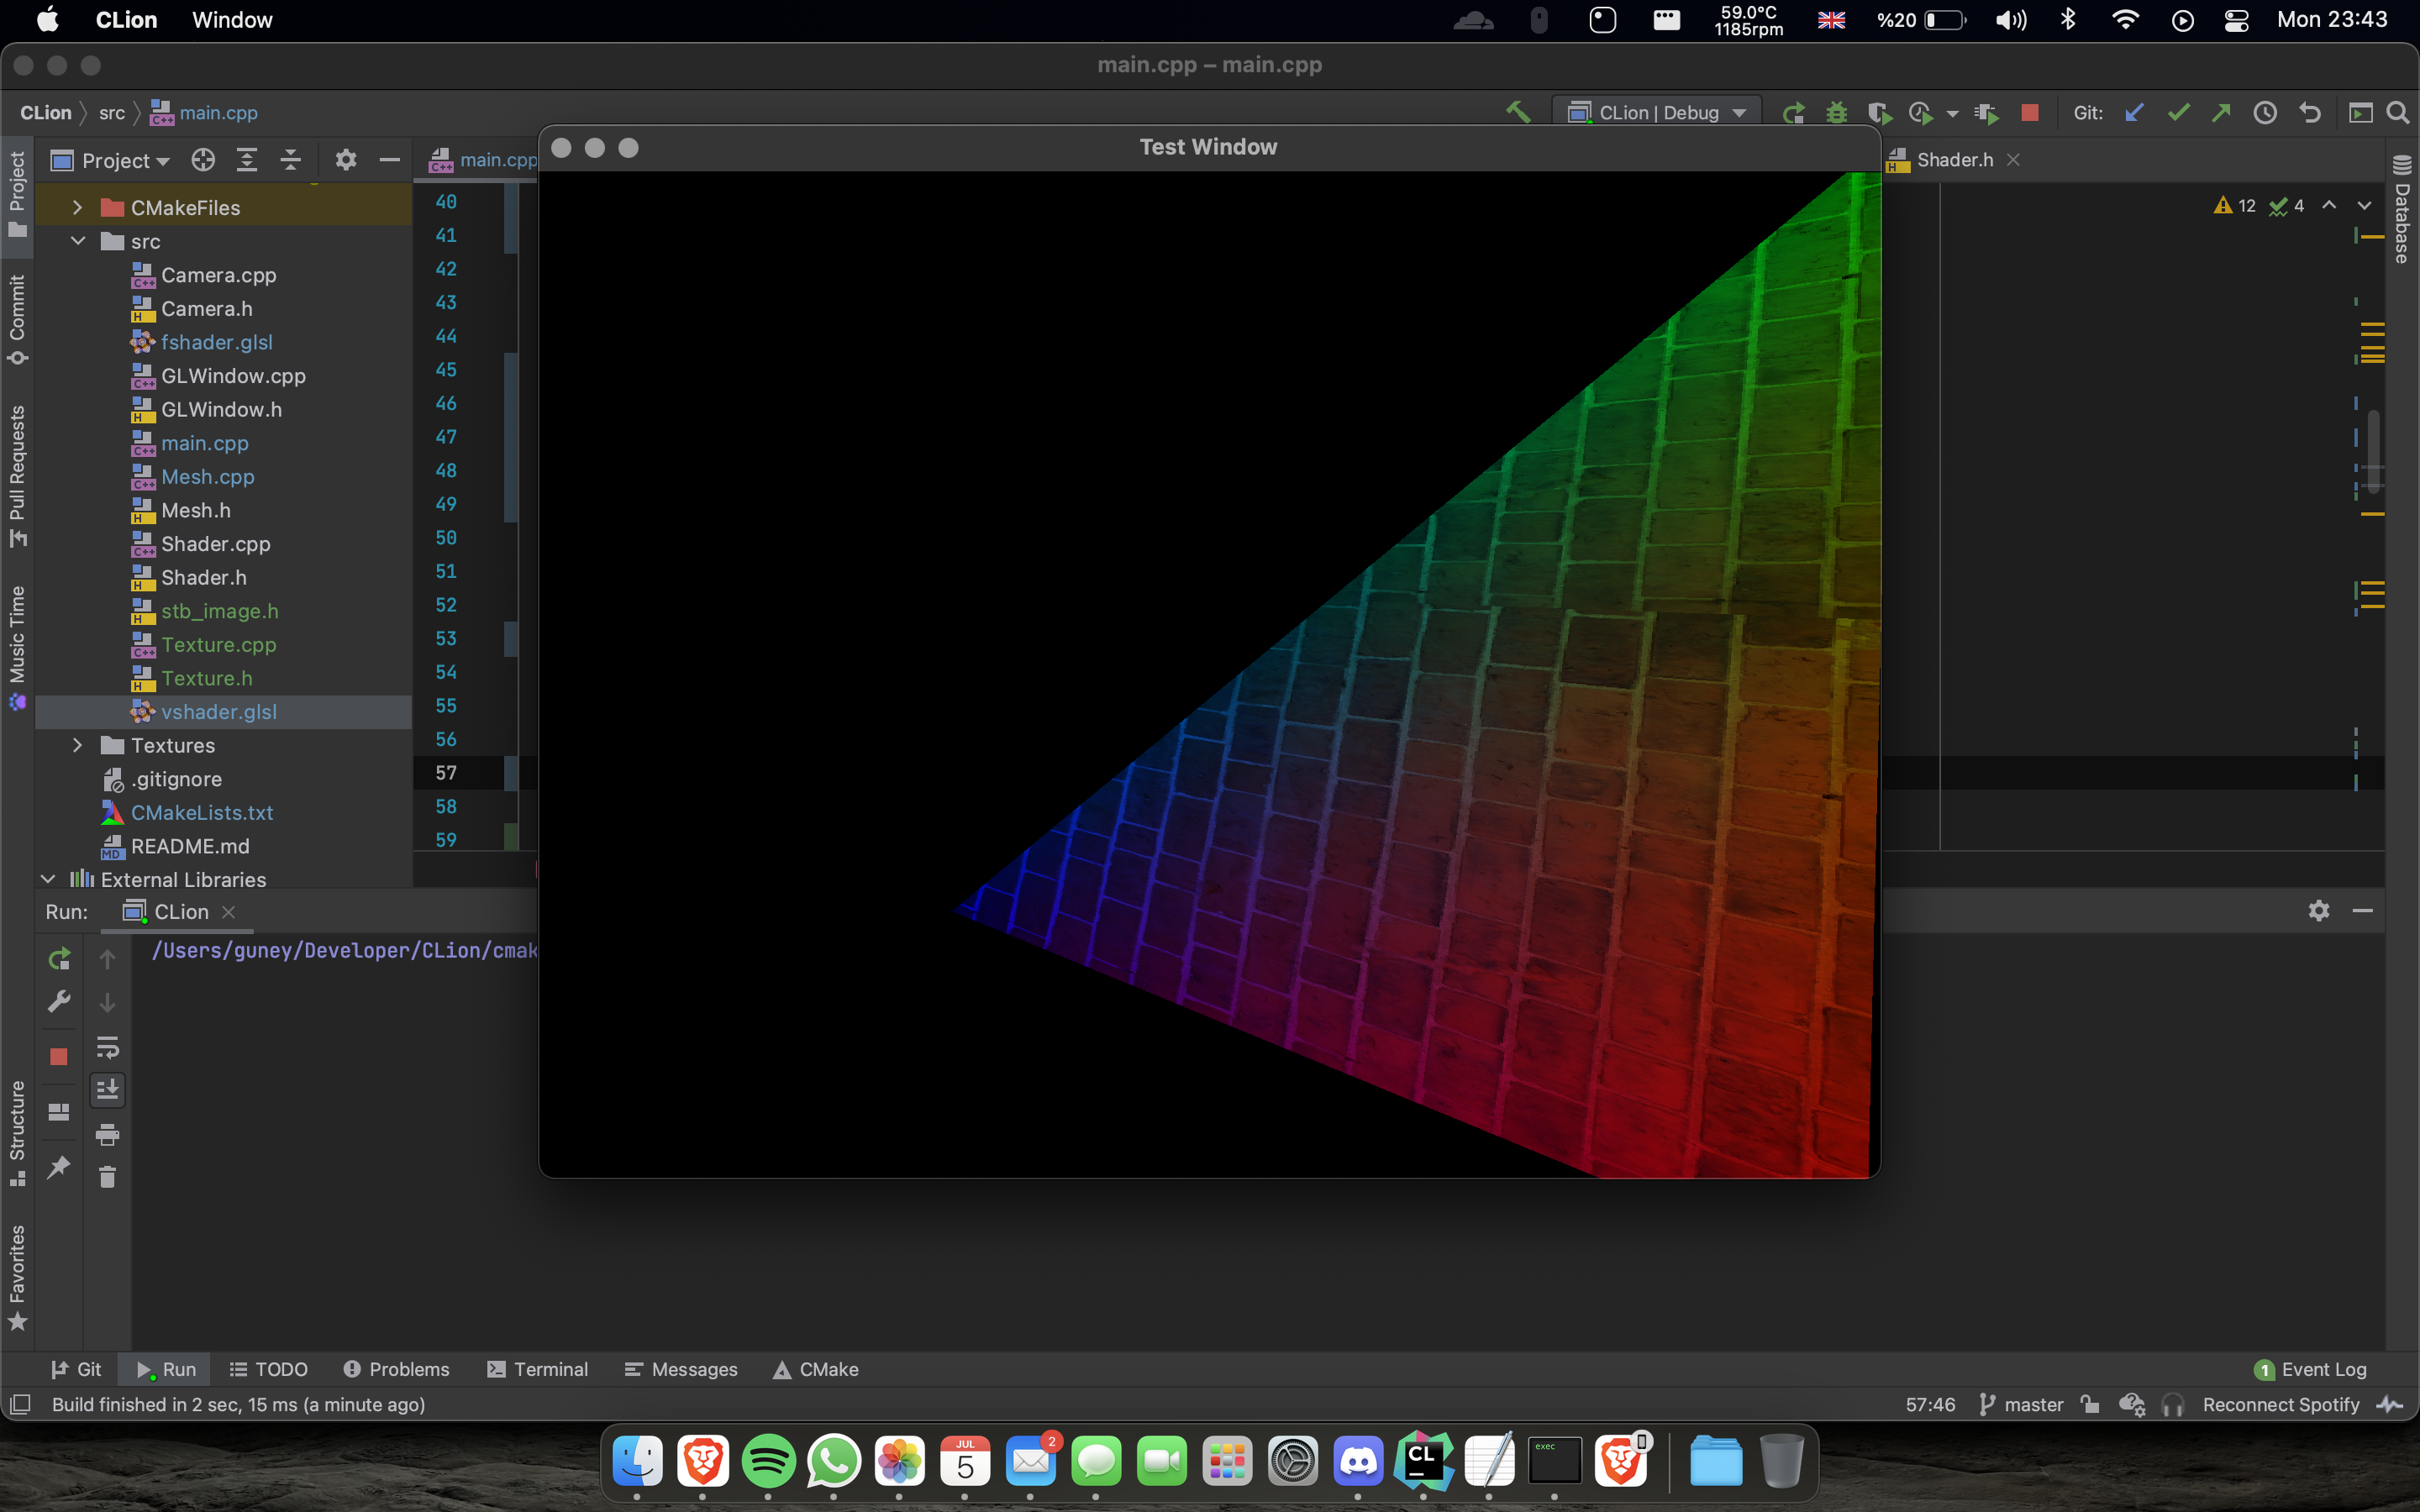 CLion Window
59.0°C
1185rpm
%20
Mon 23:43
main.cpp – main.cpp
CLion src main.cpp
CLion | Debug
Git:
Project
main.cpp
Test Window
Shader.h
Project
Commit
Pull Requests
Music Time
Structure
Favorites
Database
CMakeFiles
src
Camera.cpp
Camera.h
fshader.glsl
GLWindow.cpp
GLWindow.h
main.cpp
Mesh.cpp
Mesh.h
Shader.cpp
Shader.h
stb_image.h
Texture.cpp
Texture.h
vshader.glsl
Textures
.gitignore
CMakeLists.txt
README.md
External Libraries
40
41
42
43
44
45
46
47
48
49
50
51
52
53
54
55
56
57
58
59
12 4
Run: CLion
/Users/guney/Developer/CLion/cmak
Git Run TODO Problems Terminal Messages CMake
1 Event Log
Build finished in 2 sec, 15 ms (a minute ago)
57:46 master Reconnect Spotify
JUL
5
2
CL
exec